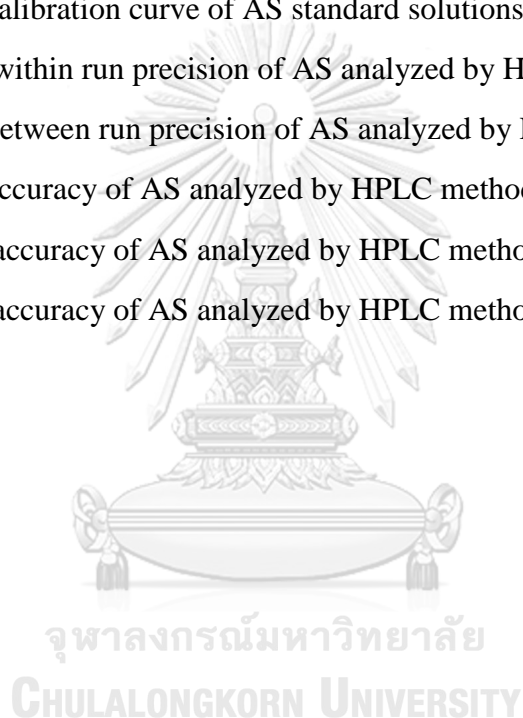 alibration curve of AS standard solutions
within run precision of AS analyzed by H
etween run precision of AS analyzed by
ccuracy of AS analyzed by HPLC metho
accuracy of AS analyzed by HPLC metho
accuracy of AS analyzed by HPLC metho
จุฬาลงกรณ์มหาวิทยาลัย
CHULALONGKORN UNIVERSITY